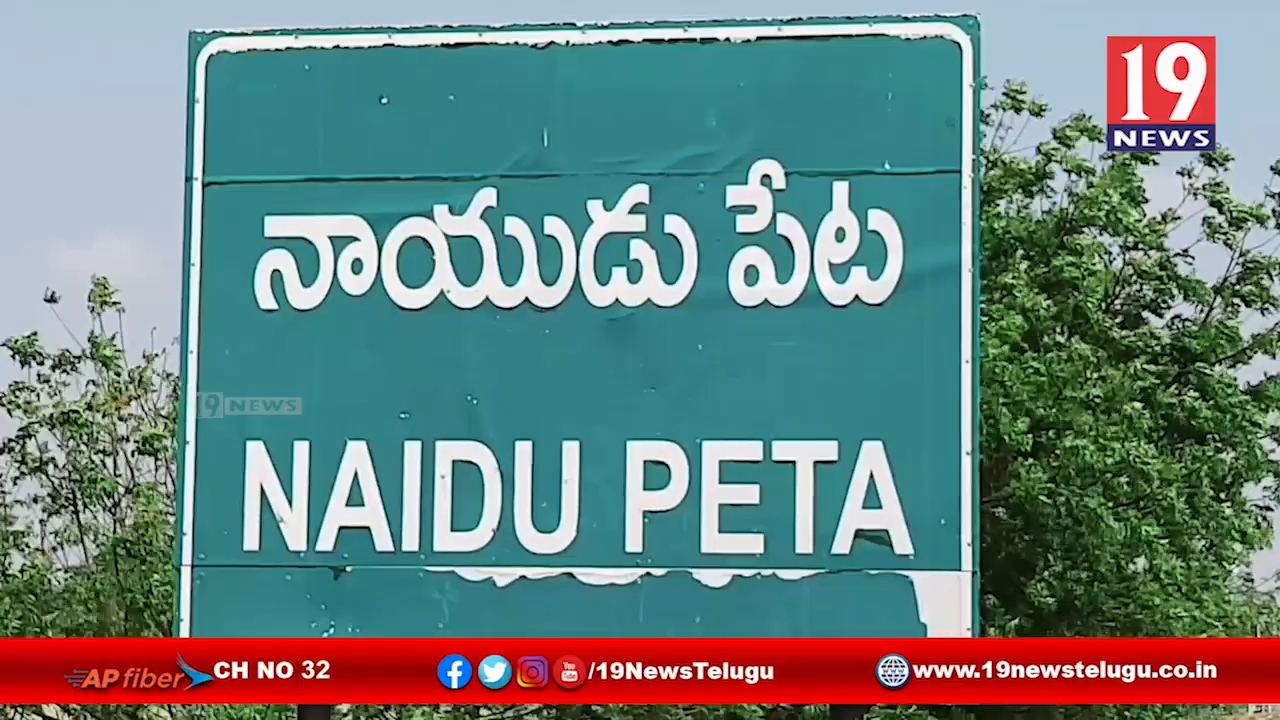 19
NEWS
నాయుడు పేట
19 NEWS
NAIDU PETA
AP fiber CH NO 32 /19NewsTelugu www.19newstelugu.co.in